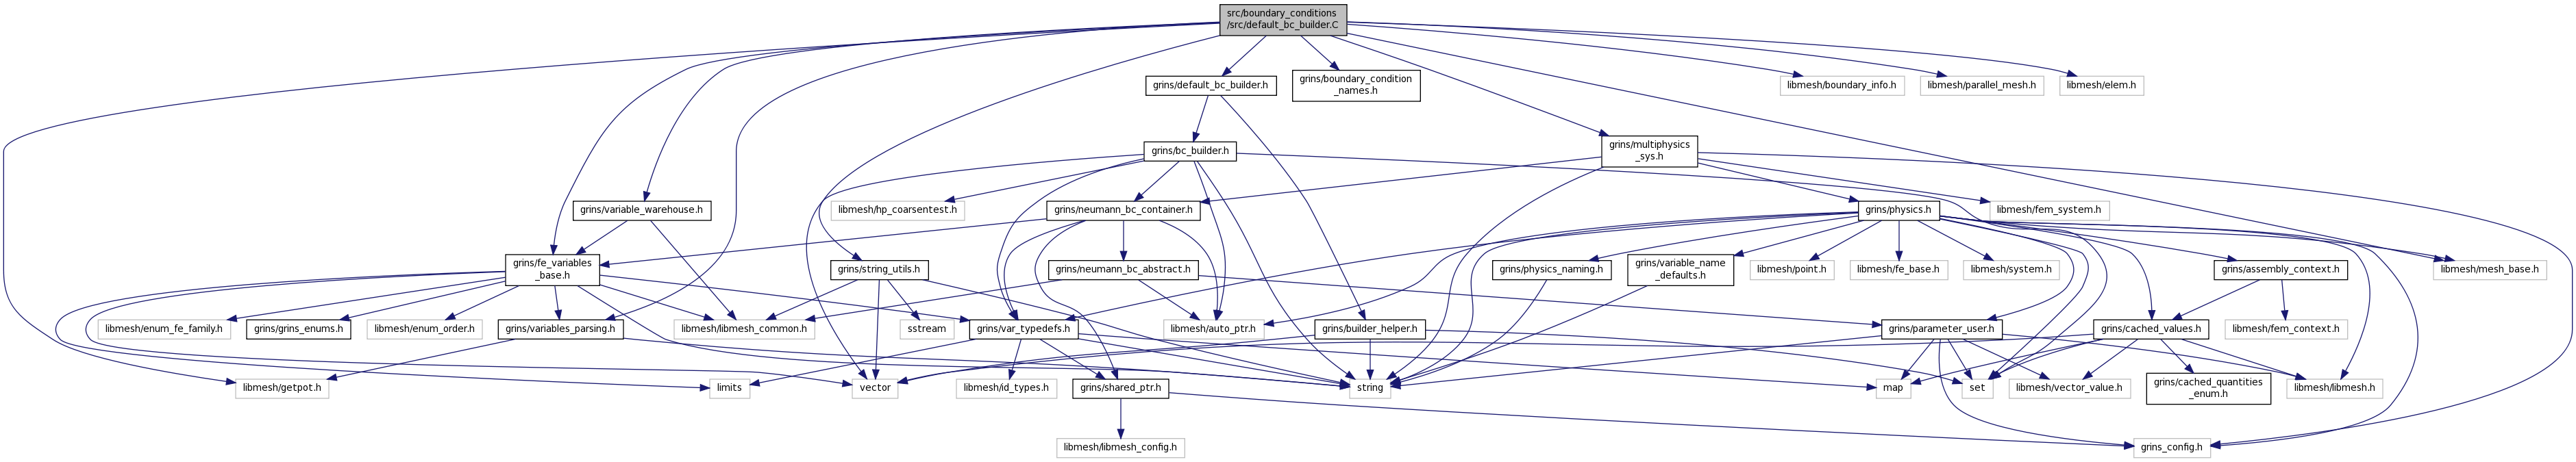 src/boundary_conditions
/src/default_bc_builder.C
grins/default_bc_builder.h
grins/boundary_condition
_names.h
libmesh/boundary_info.h
libmesh/parallel_mesh.h
libmesh/elem.h
grins/bc_builder.h
grins/multiphysics
_sys.h
grins/variable_warehouse.h
libmesh/hp_coarsentest.h
grins/neumann_bc_container.h
grins/physics.h
libmesh/fem_system.h
grins/fe_variables
_base.h
grins/string_utils.h
grins/neumann_bc_abstract.h
grins/physics_naming.h
grins/variable_name
_defaults.h
libmesh/point.h
libmesh/fe_base.h
libmesh/system.h
grins/assembly_context.h
libmesh/mesh_base.h
libmesh/enum_fe_family.h
grins/grins_enums.h
libmesh/enum_order.h
grins/variables_parsing.h
libmesh/libmesh_common.h
sstream
grins/var_typedefs.h
libmesh/auto_ptr.h
grins/builder_helper.h
grins/parameter_user.h
grins/cached_values.h
libmesh/fem_context.h
libmesh/getpot.h
limits
vector
libmesh/id_types.h
grins/shared_ptr.h
string
map
set
libmesh/vector_value.h
grins/cached_quantities
_enum.h
libmesh/libmesh.h
libmesh/libmesh_config.h
grins_config.h